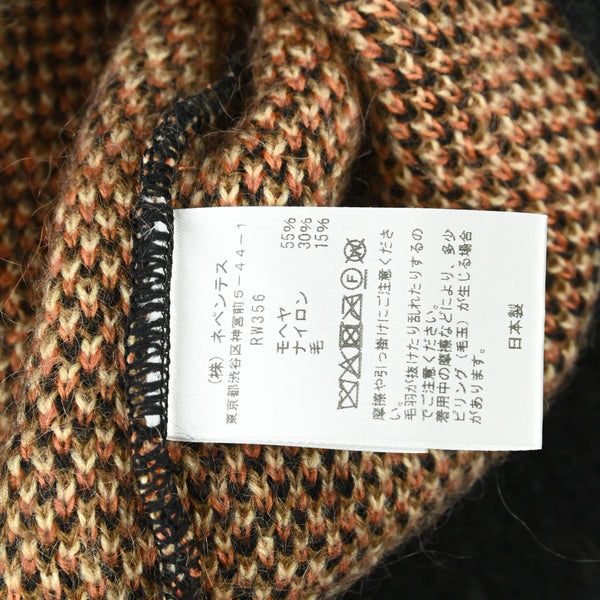 (株) ネペンテス
東京都渋谷区神宮前5-44-1
RW356
モヘヤ 55%
ナイロン 30%
毛 15%
摩擦や引っ掛けにご注意くださ
い。
毛羽が抜けたり乱れたりするの
でご注意ください。
着用中の摩擦などにより、多少
ピリング(毛玉)が生じる場合
があります。
日本製